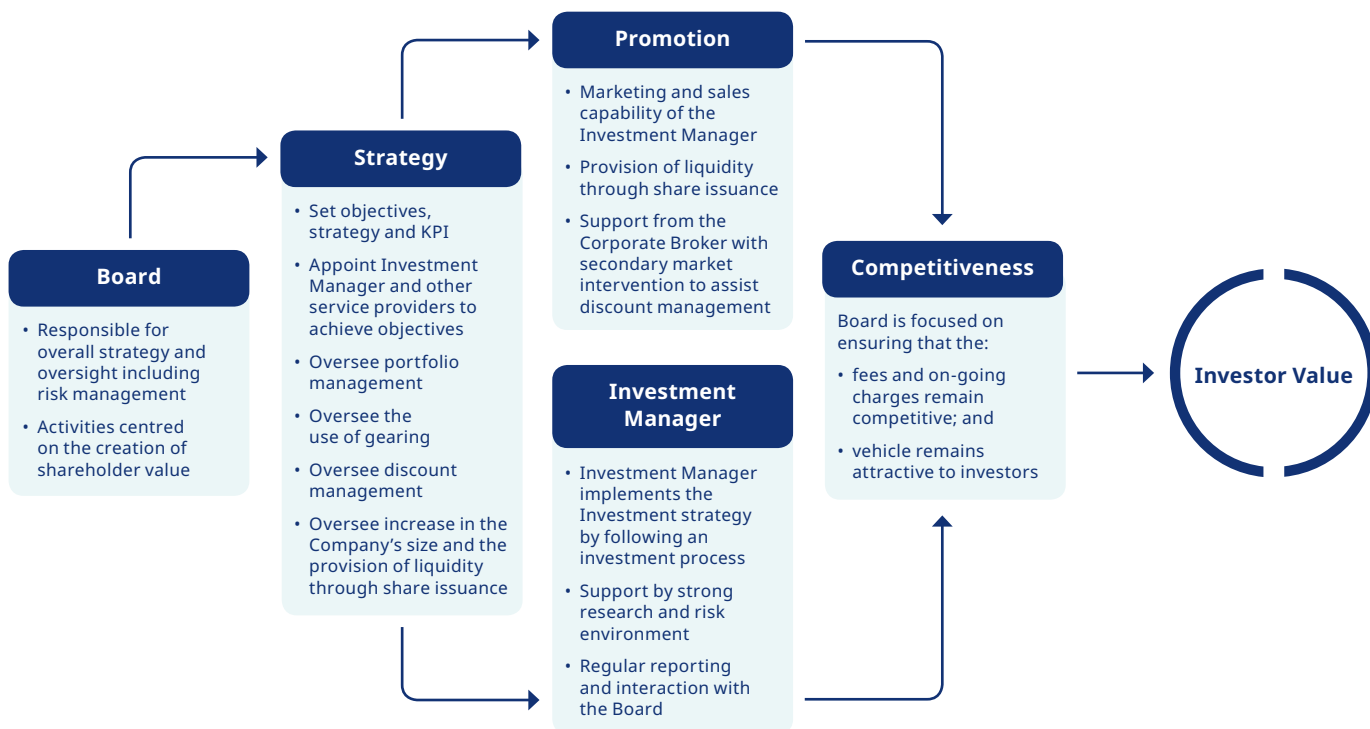 Board
• Responsible for
overall strategy and
oversight including
risk management
• Activities centred
on the creation of
shareholder value
Strategy
• Set objectives,
strategy and KPI
• Appoint Investment
Manager and other
service providers to
achieve objectives
• Oversee portfolio
management
• Oversee the
use of gearing
• Oversee discount
management
• Oversee increase in the
Company’s size and the
provision of liquidity
through share issuance
Promotion
• Marketing and sales
capability of the
Investment Manager
• Provision of liquidity
through share issuance
• Support from the
Corporate Broker with
secondary market
intervention to assist
discount management
Investment
Manager
• Investment Manager
implements the
Investment strategy
by following an
investment process
• Support by strong
research and risk
environment
• Regular reporting
and interaction with
the Board
Competitiveness
Board is focused on
ensuring that the:
• fees and on-going
charges remain
competitive; and
• vehicle remains
attractive to investors
Investor Value